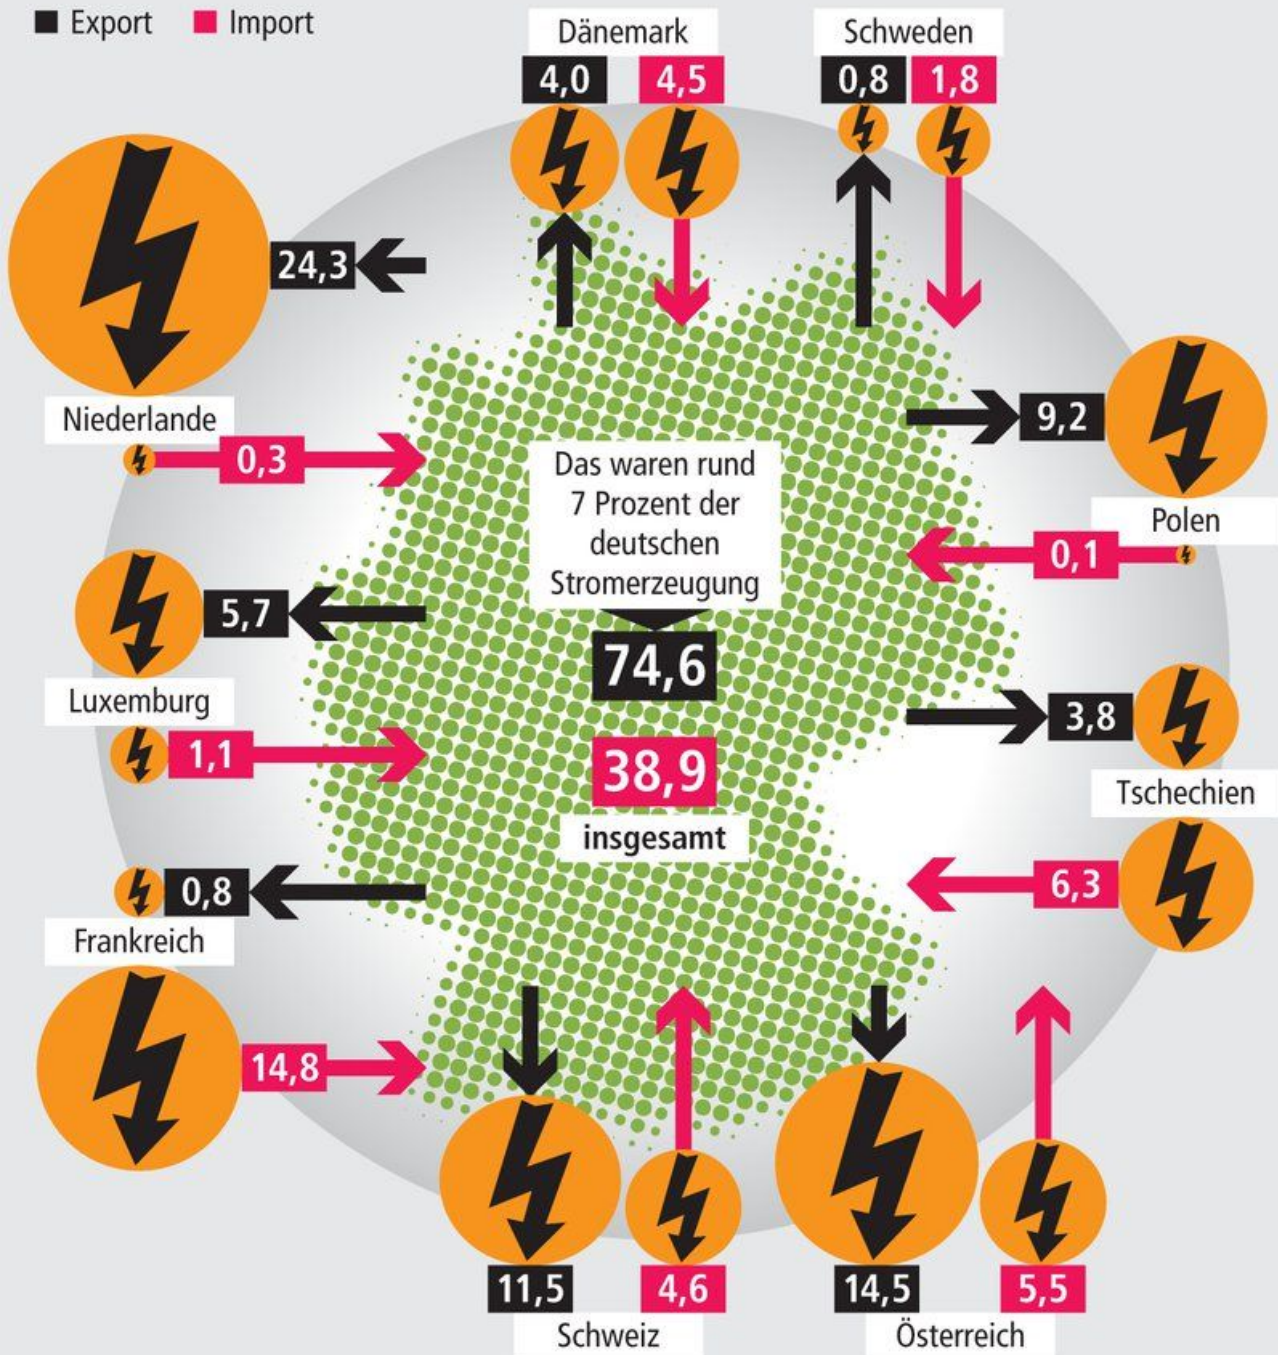 Export Import
Dänemark
4,0 4,5
Schweden
0,8 1,8
24,3
Niederlande
0,3
9,2
Polen
0,1
Das waren rund
7 Prozent der
deutschen
Stromerzeugung
74,6
38,9
insgesamt
5,7
Luxemburg
1,1
3,8
Tschechien
6,3
0,8
Frankreich
14,8
11,5 4,6
Schweiz
14,5 5,5
Österreich